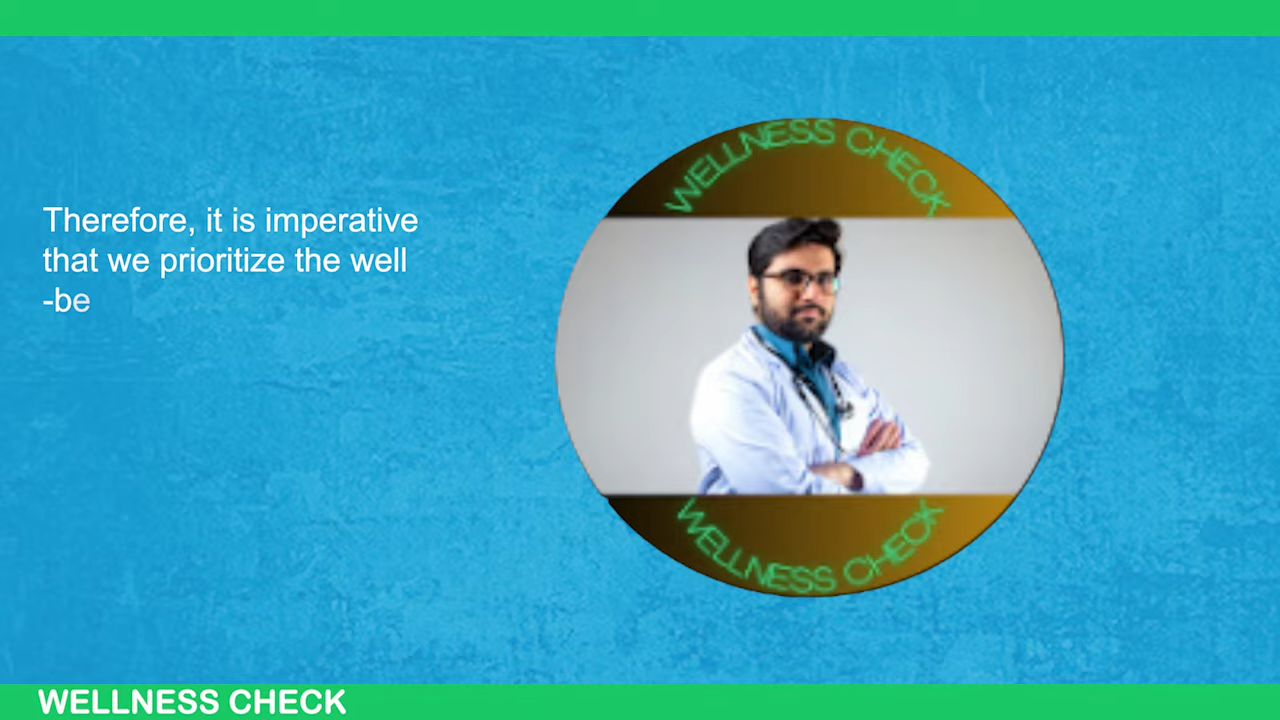 WELLNESS CHECK
Therefore, it is imperative
that we prioritize the well
-be
WELLNESS CHECK
WELLNESS CHECK